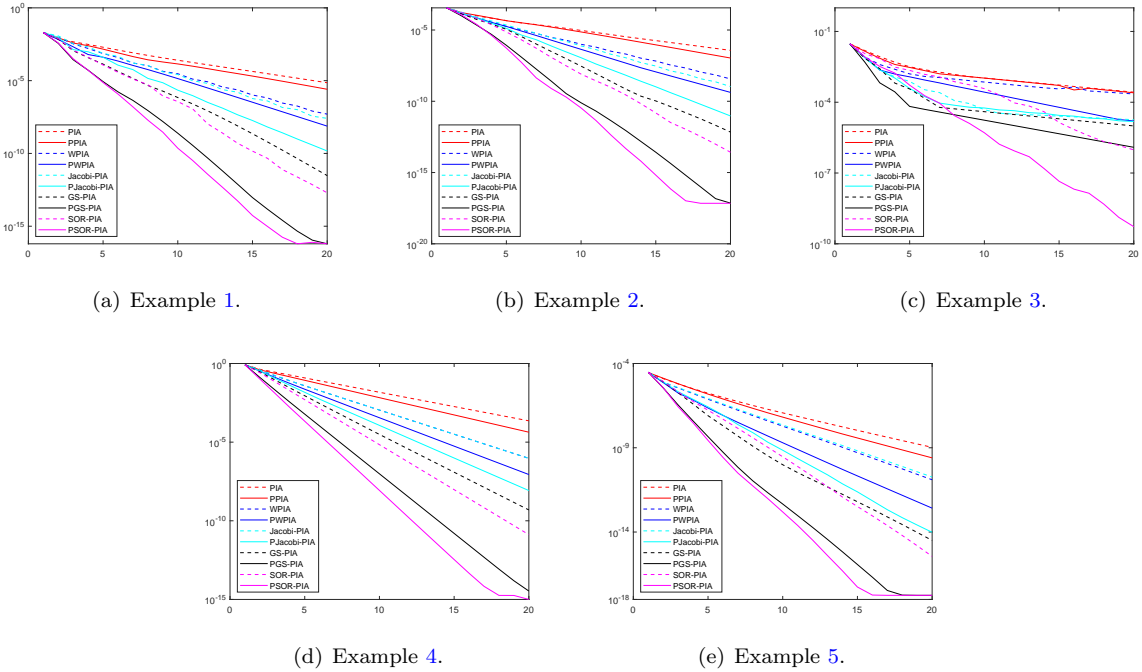 10^0
10^-5
10^-10
10^-15
0 5 10 15 20
PIA
PPIA
WPIA
PWPIA
Jacobi-PIA
PJacobi-PIA
GS-PIA
PGS-PIA
SOR-PIA
PSOR-PIA
(a) Example 1.
10^-5
10^-10
10^-15
10^-20
0 5 10 15 20
PIA
PPIA
WPIA
PWPIA
Jacobi-PIA
PJacobi-PIA
GS-PIA
PGS-PIA
SOR-PIA
PSOR-PIA
(b) Example 2.
10^-1
10^-4
10^-7
10^-10
0 5 10 15 20
PIA
PPIA
WPIA
PWPIA
Jacobi-PIA
PJacobi-PIA
GS-PIA
PGS-PIA
SOR-PIA
PSOR-PIA
(c) Example 3.
10^0
10^-5
10^-10
10^-15
0 5 10 15 20
PIA
PPIA
WPIA
PWPIA
Jacobi-PIA
PJacobi-PIA
GS-PIA
PGS-PIA
SOR-PIA
PSOR-PIA
(d) Example 4.
10^-4
10^-9
10^-14
10^-18
0 5 10 15 20
PIA
PPIA
WPIA
PWPIA
Jacobi-PIA
PJacobi-PIA
GS-PIA
PGS-PIA
SOR-PIA
PSOR-PIA
(e) Example 5.